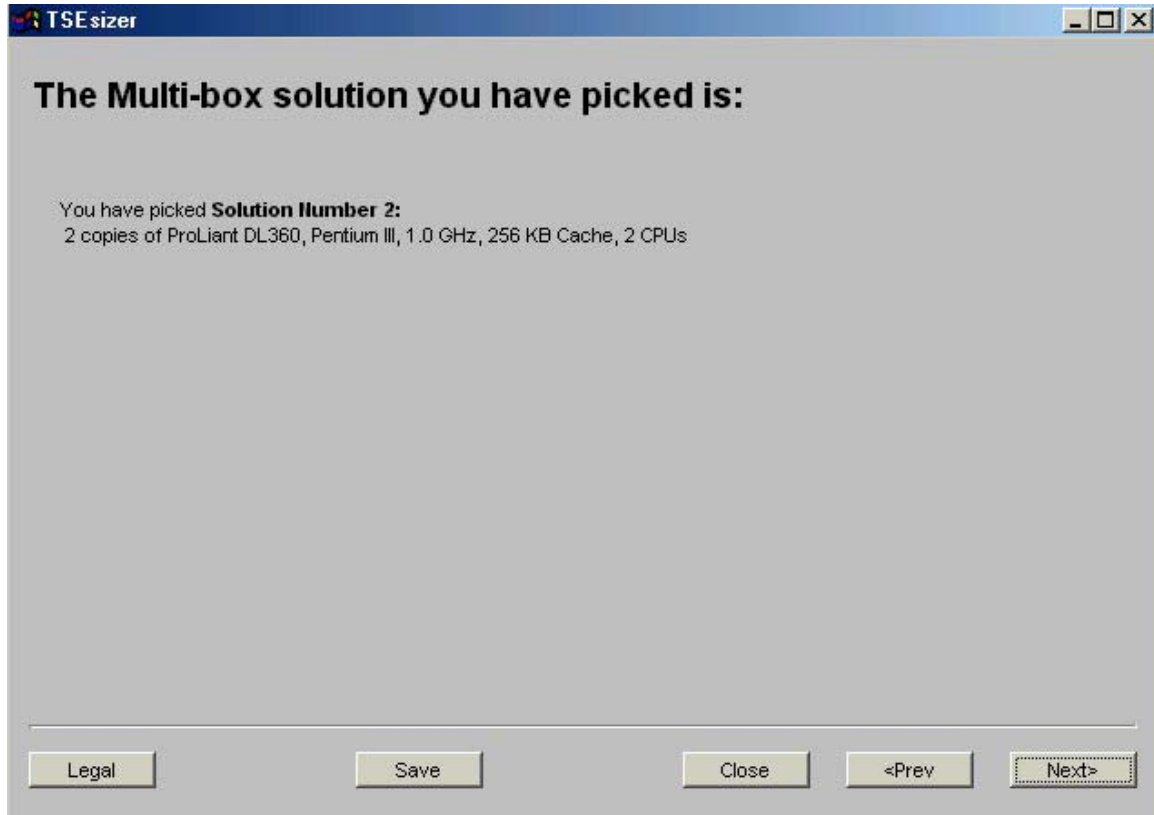 TSEsizer
The Multi-box solution you have picked is:
You have picked Solution Number 2:
2 copies of ProLiant DL360, Pentium III, 1.0 GHz, 256 KB Cache, 2 CPUs
Legal Save Close <Prev Next>